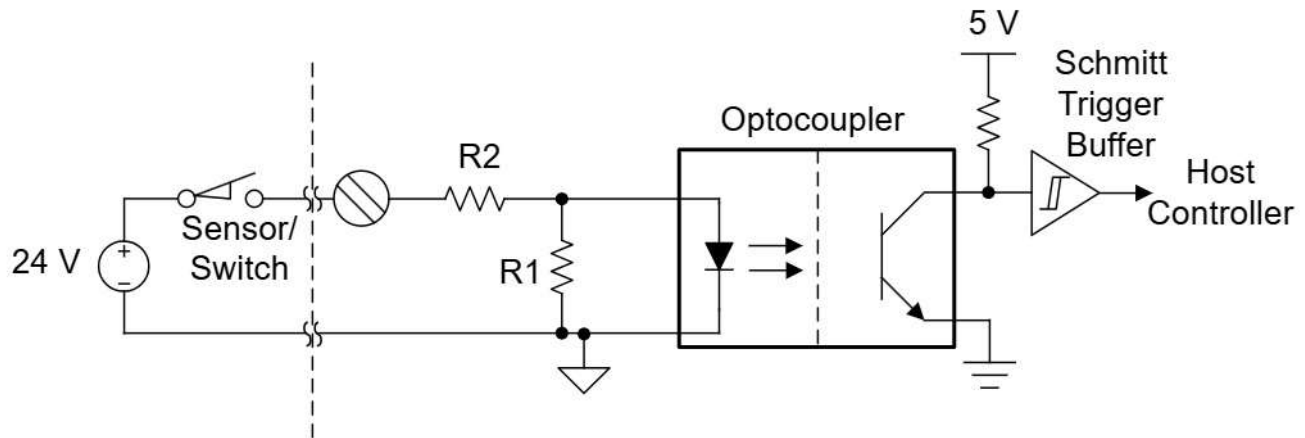 5 V
Schmitt
Trigger
Buffer
Optocoupler
R2
Host
Controller
Sensor/
Switch
24 V
+
−
R1